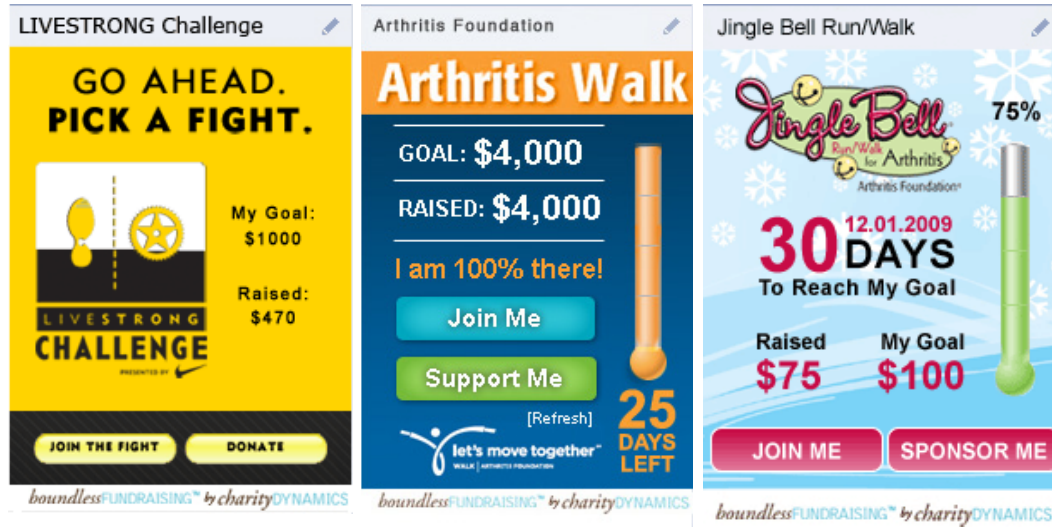 LIVESTRONG Challenge
GO AHEAD.
PICK A FIGHT.
My Goal:
$1000
Raised:
$470
LIVESTRONG
CHALLENGE
PRESENTED BY
JOIN THE FIGHT
DONATE
boundlessFUNDRAISING™ by charityDYNAMICS
Arthritis Foundation
Arthritis Walk
GOAL: $4,000
RAISED: $4,000
I am 100% there!
Join Me
Support Me
[Refresh]
25
DAYS
LEFT
let's move together™
WALK | ARTHRITIS FOUNDATION
boundlessFUNDRAISING™ by charityDYNAMICS
Jingle Bell Run/Walk
75%
Jingle Bell
Run/Walk
for Arthritis
Arthritis Foundation®
30 12.01.2009
DAYS
To Reach My Goal
Raised
$75
My Goal
$100
JOIN ME
SPONSOR ME
boundlessFUNDRAISING™ by charityDYNAMICS